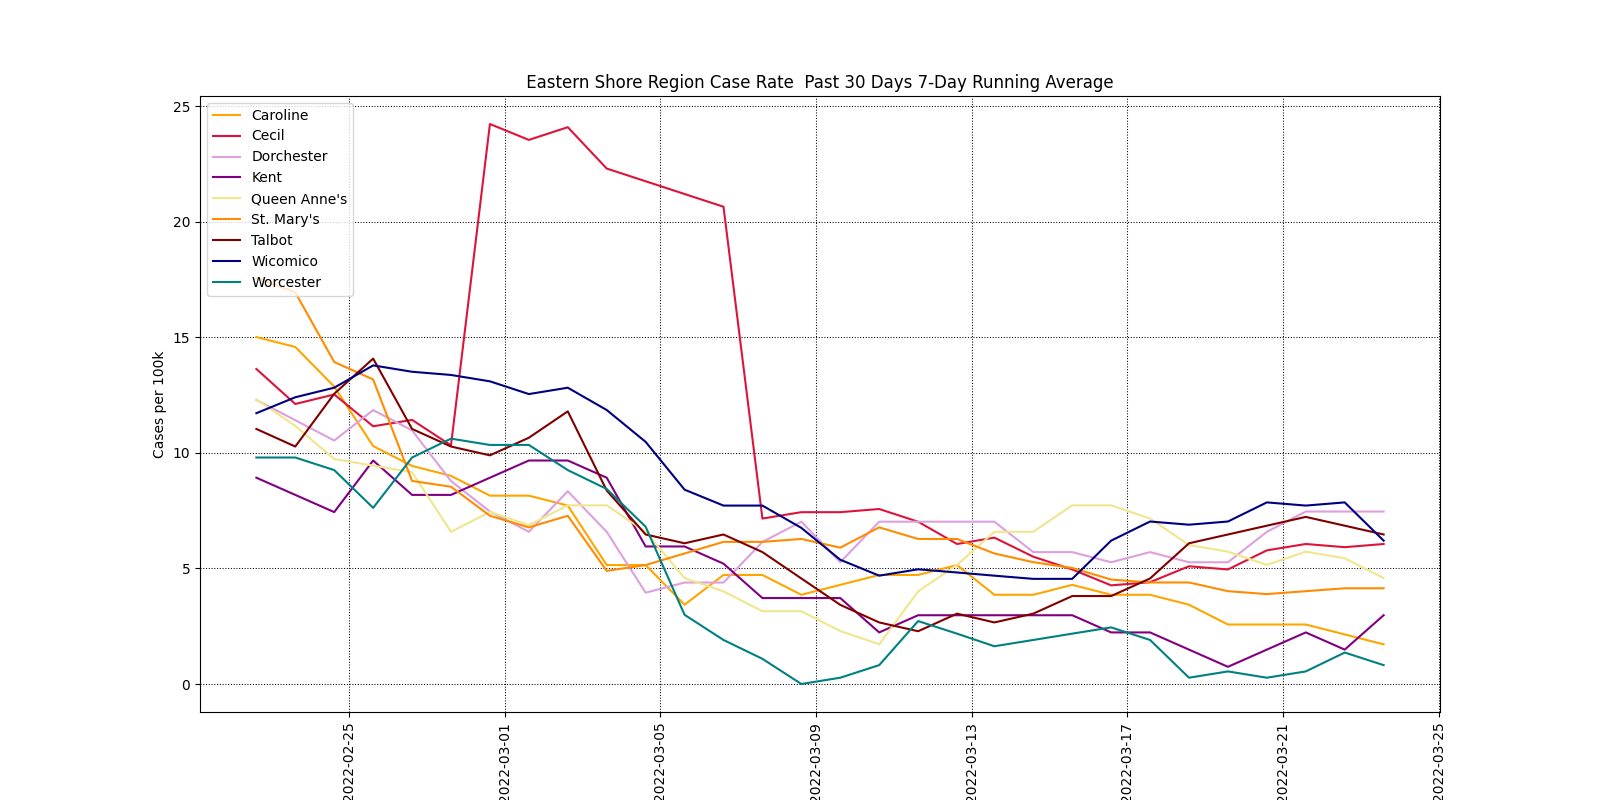 Eastern Shore Region Case Rate  Past 30 Days 7-Day Running Average
Cases per 100k
25
20
15
10
5
0
Caroline
Cecil
Dorchester
Kent
Queen Anne's
St. Mary's
Talbot
Wicomico
Worcester
2022-02-25
2022-03-01
2022-03-05
2022-03-09
2022-03-13
2022-03-17
2022-03-21
2022-03-25